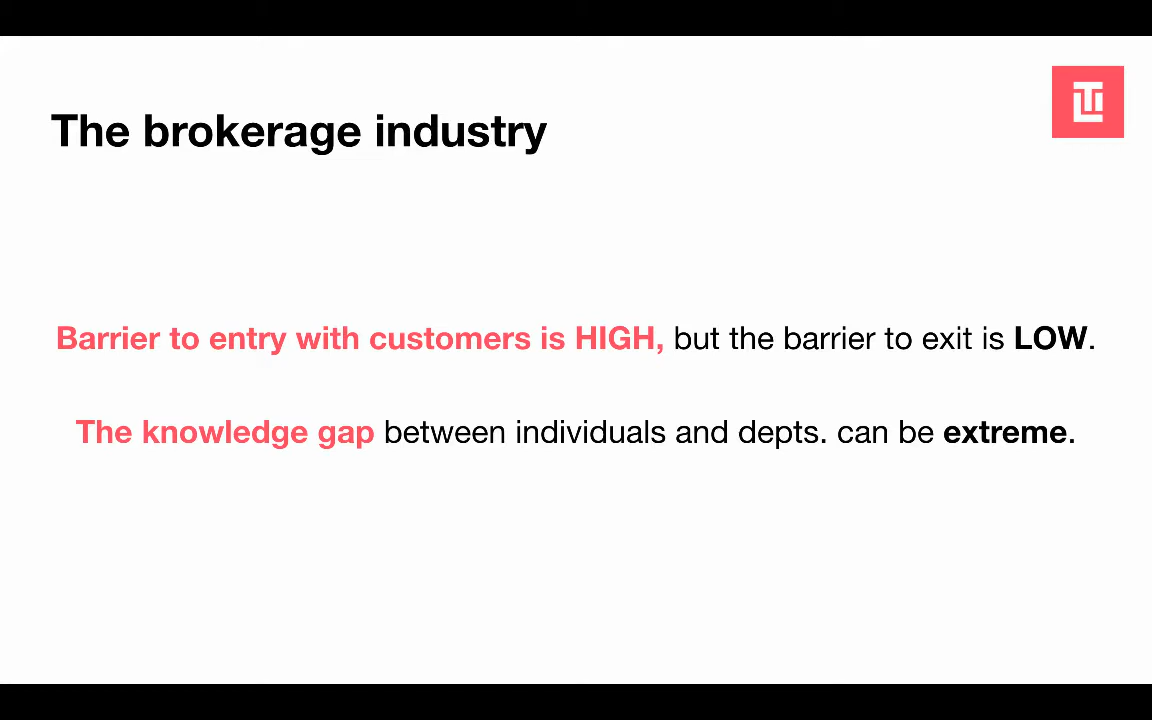 The brokerage industry
Barrier to entry with customers is HIGH, but the barrier to exit is LOW.
The knowledge gap between individuals and depts. can be extreme.